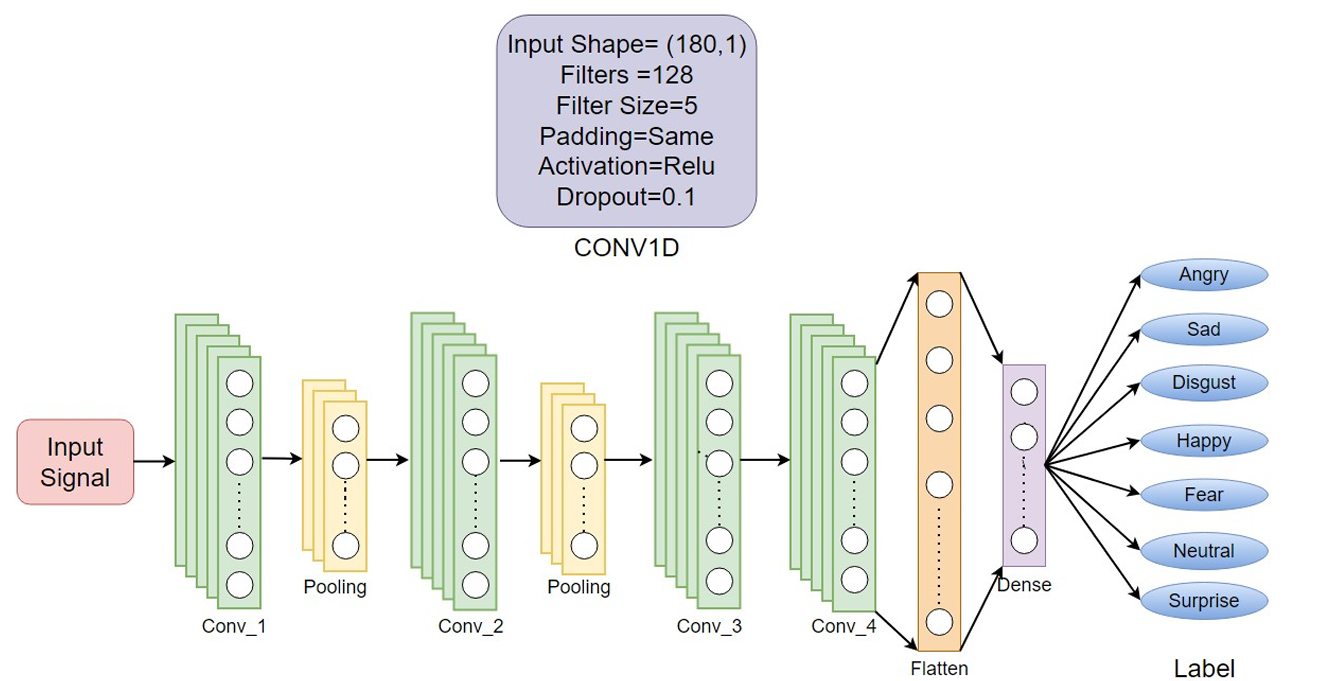 Input Shape= (180,1)
Filters =128
Filter Size=5
Padding=Same
Activation=Relu
Dropout=0.1
CONV1D
Input
Signal
Conv_1
Pooling
Conv_2
Pooling
Conv_3
Conv_4
Flatten
Dense
Angry
Sad
Disgust
Happy
Fear
Neutral
Surprise
Label